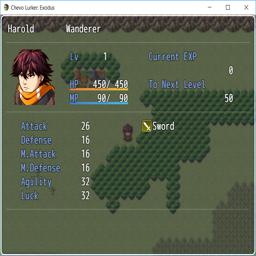 Chevo Lurker: Exodus
Harold Wanderer
Lv 1 Current EXP
0
HP 450/450 To Next Level
MP 90/ 90 50
Attack 26 Sword
Defense 16
M.Attack 16
M.Defense 16
Agility 32
Luck 32